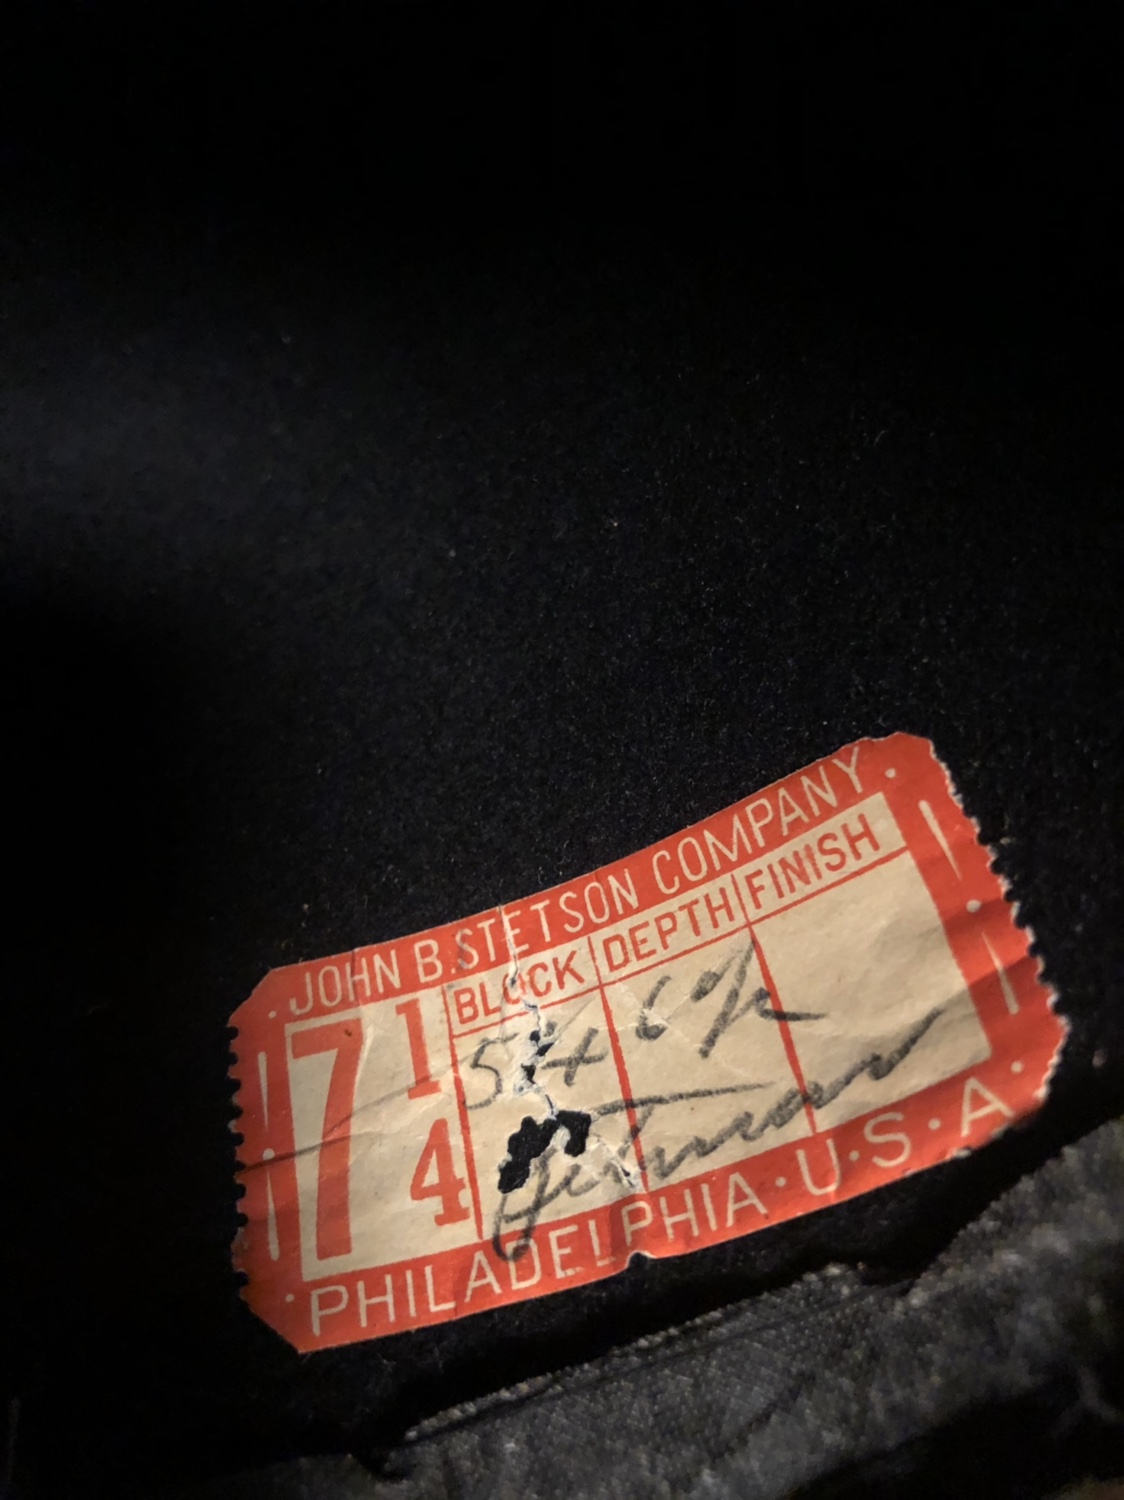 JOHN B. STETSON COMPANY
7 1/4 BLOCK DEPTH FINISH
PHILADELPHIA · U·S·A·